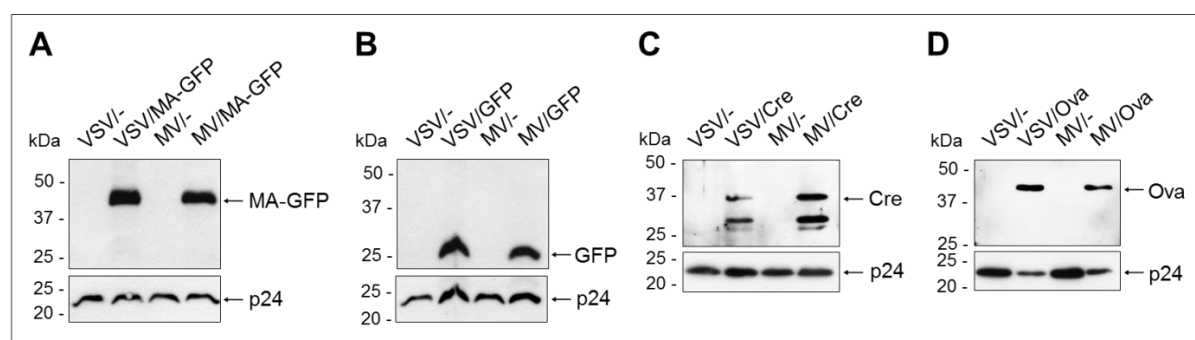 A
VSV/-
VSV/MA-GFP
MV/-
MV/MA-GFP
kDa
50 -
37 -
25 -
← MA-GFP
25 -
20 -
← p24
B
VSV/-
VSV/GFP
MV/-
MV/GFP
kDa
50 -
37 -
25 -
← GFP
25 -
20 -
← p24
C
VSV/-
VSV/Cre
MV/-
MV/Cre
kDa
50 -
37 -
25 -
← Cre
25 -
20 -
← p24
D
VSV/-
VSV/Ova
MV/-
MV/Ova
kDa
50 -
37 -
25 -
← Ova
25 -
20 -
← p24